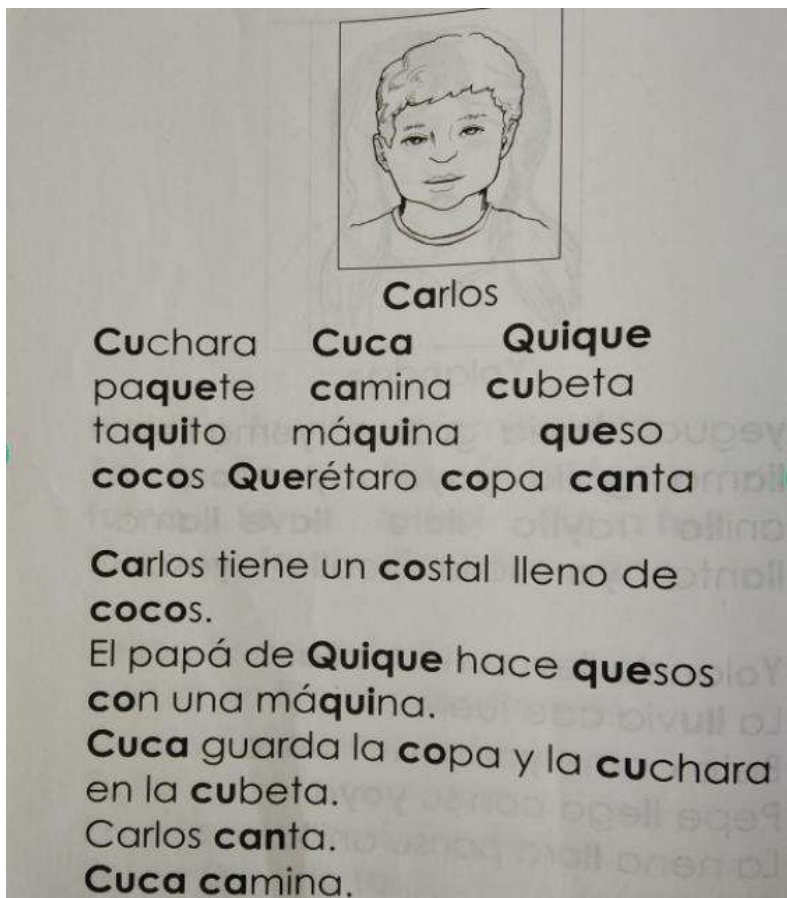 Carlos
Cuchara Cuca Quique
paquete camina cubeta
taquito máquina queso
cocos Querétaro copa canta
Carlos tiene un costal lleno de
cocos.
El papá de Quique hace quesos
con una máquina.
Cuca guarda la copa y la cuchara
en la cubeta.
Carlos canta.
Cuca camina.